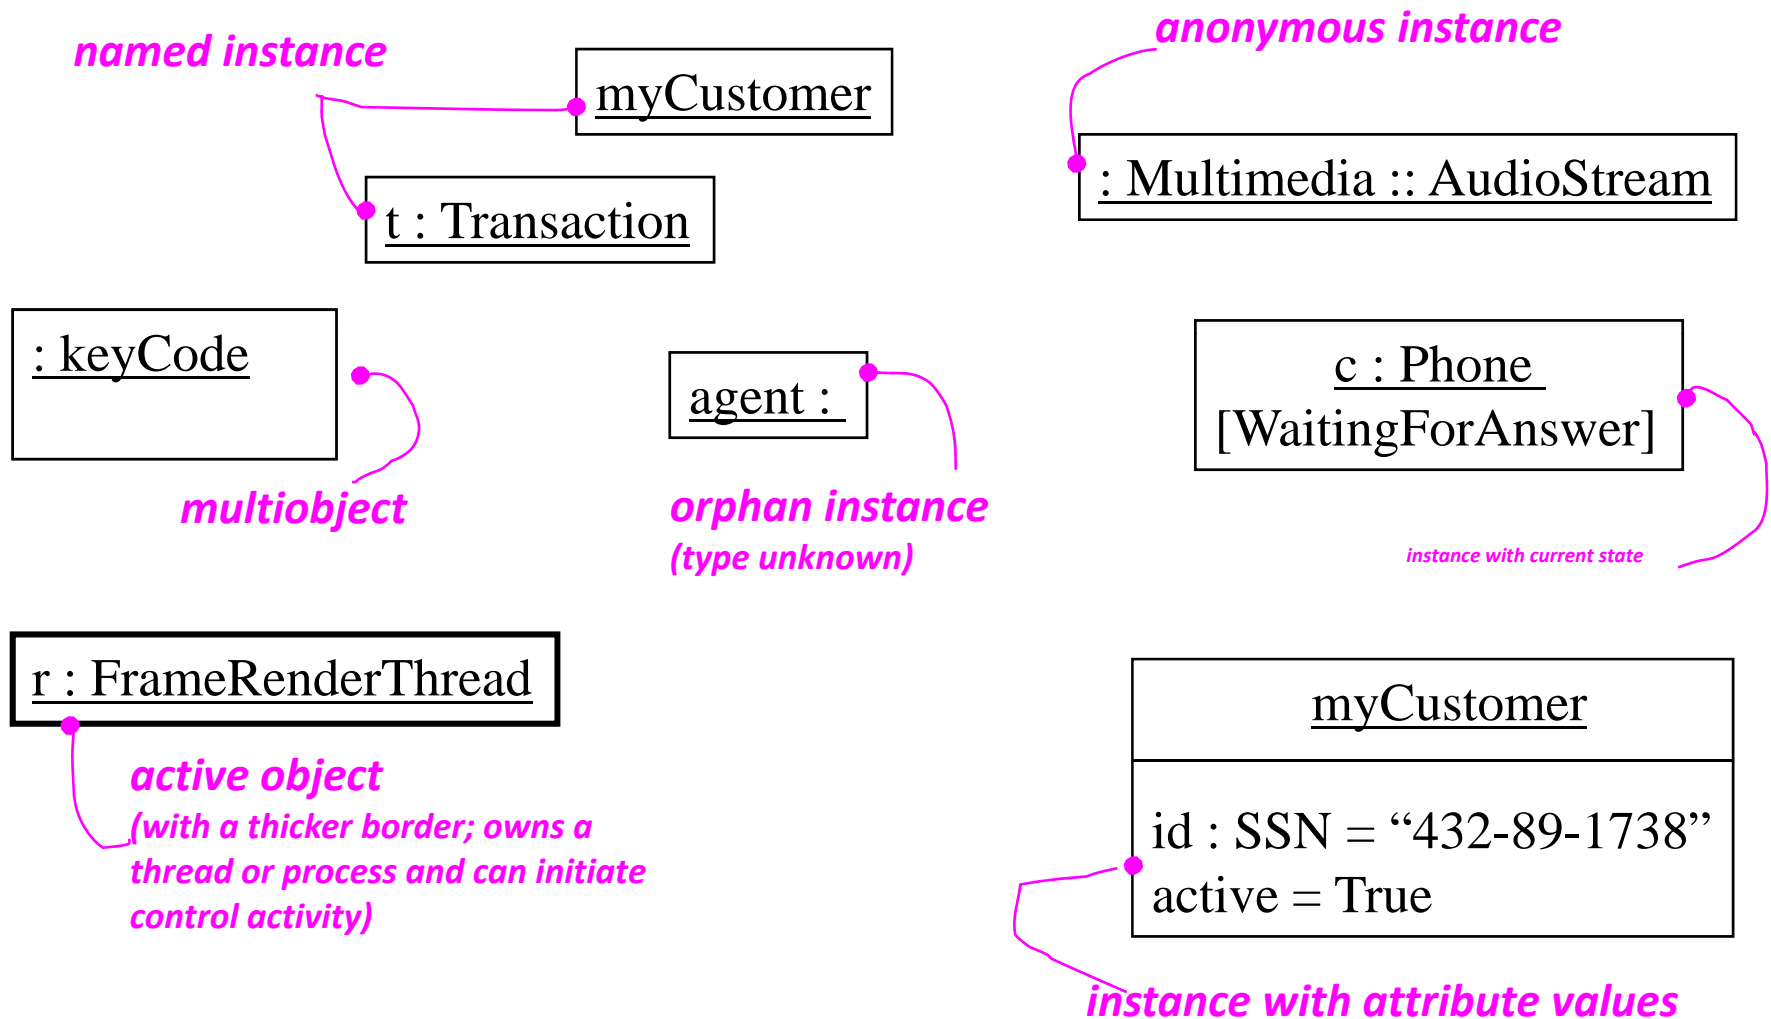 named instance
anonymous instance
myCustomer
: Multimedia :: AudioStream
t : Transaction
: keyCode
agent :
c : Phone
[WaitingForAnswer]
multiobject
orphan instance
(type unknown)
instance with current state
r : FrameRenderThread
myCustomer
active object
(with a thicker border; owns a
thread or process and can initiate
control activity)
id : SSN = “432-89-1738”
active = True
instance with attribute values